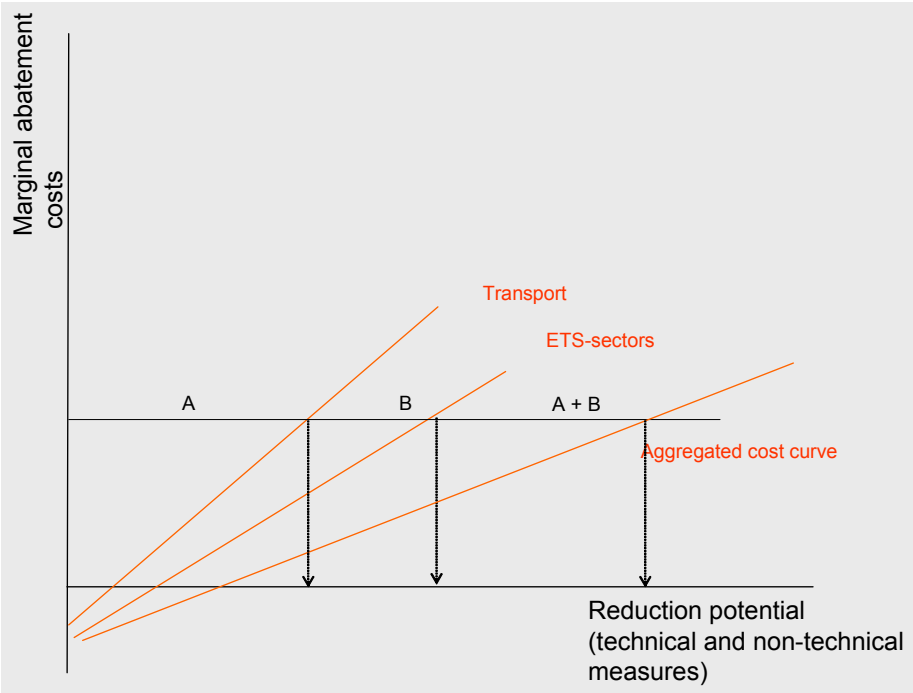 Marginal abatement
costs
Transport
ETS-sectors
A
B
A + B
Aggregated cost curve
Reduction potential
(technical and non-technical
measures)